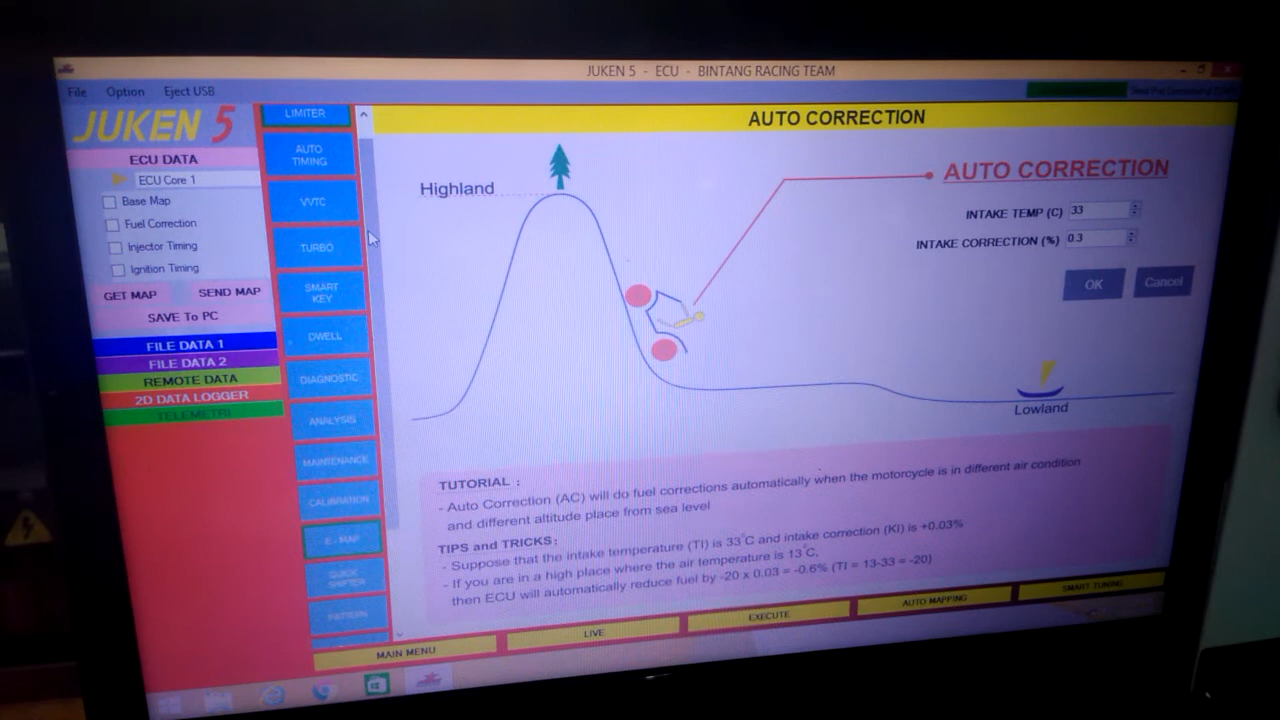 JUKEN 5 - ECU - BINTANG RACING TEAM
File Option Eject USB
JUKEN 5
ECU DATA
ECU Core 1
Base Map
Fuel Correction
Injector Timing
Ignition Timing
GET MAP SEND MAP
SAVE To PC
FILE DATA 1
FILE DATA 2
REMOTE DATA
2D DATA LOGGER
TELEMETRI
LIMITER
AUTO
TIMING
VVTC
TURBO
SMART
KEY
DWELL
DIAGNOSTIC
ANALYSIS
MAINTENANCE
CALIBRATION
E - MAP
QUICK
SHIFTER
PATTERN
AUTO CORRECTION
Highland
AUTO CORRECTION
INTAKE TEMP (C) 33
INTAKE CORRECTION (%) 0.3
OK Cancel
Lowland
TUTORIAL :
- Auto Correction (AC) will do fuel corrections automatically when the motorcycle is in different air condition
and different altitude place from sea level
TIPS and TRICKS:
- Suppose that the intake temperature (TI) is 33°C and intake correction (KI) is +0.03%
- If you are in a high place where the air temperature is 13°C,
then ECU will automatically reduce fuel by -20 x 0.03 = -0.6% (TI = 13-33 = -20)
MAIN MENU LIVE EXECUTE AUTO MAPPING SMART TUNING